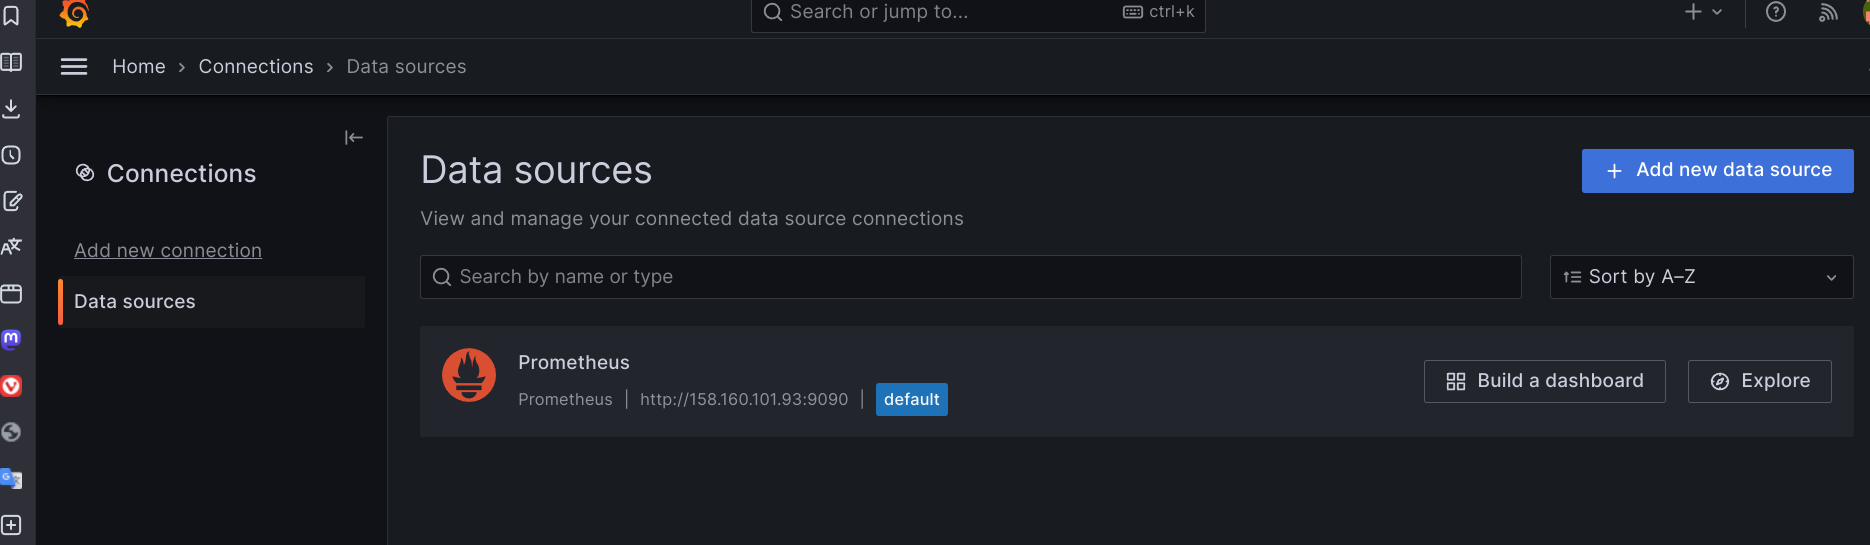 Search or jump to...
ctrl+k
Home › Connections › Data sources
Connections
Add new connection
Data sources
Data sources
View and manage your connected data source connections
Add new data source
Search by name or type
Sort by A–Z
Prometheus
Prometheus | http://158.160.101.93:9090 | default
Build a dashboard
Explore